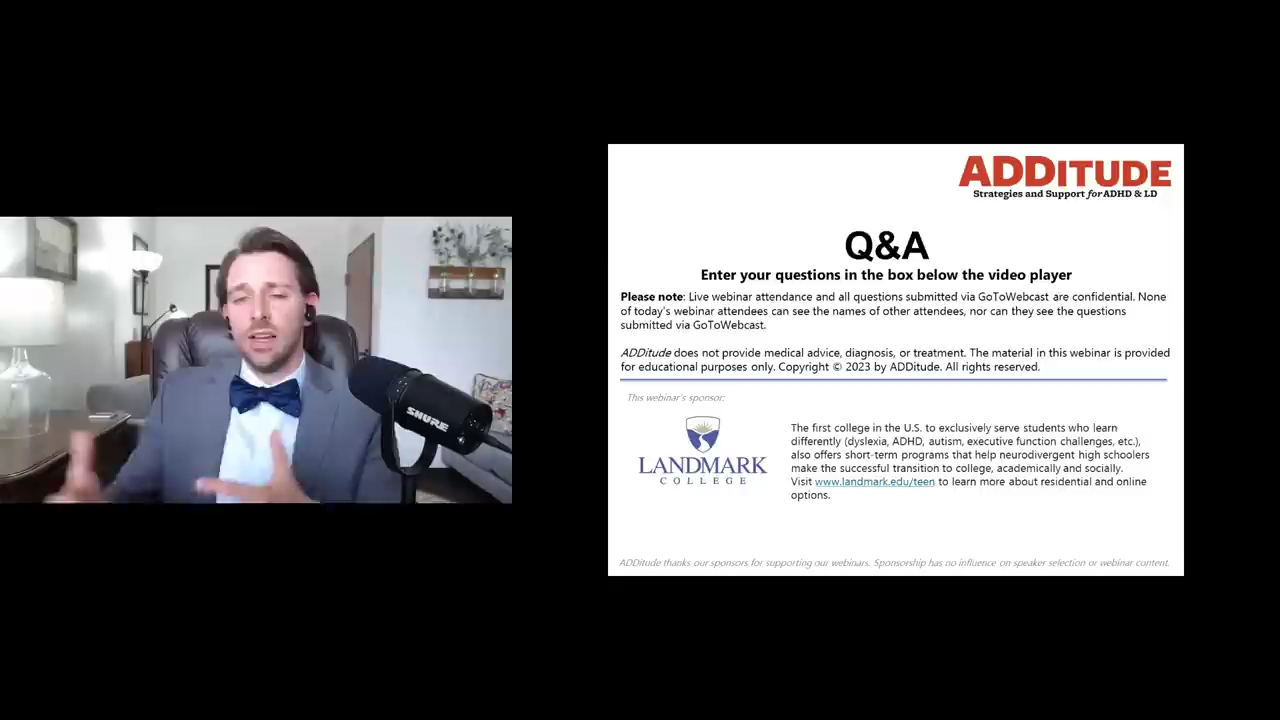 SHURE
ADDITUDE
Strategies and Support for ADHD & LD
Q&A
Enter your questions in the box below the video player
Please note: Live webinar attendance and all questions submitted via GoToWebcast are confidential. None
of today's webinar attendees can see the names of other attendees, nor can they see the questions
submitted via GoToWebcast.
ADDitude does not provide medical advice, diagnosis, or treatment. The material in this webinar is provided
for educational purposes only. Copyright © 2023 by ADDitude. All rights reserved.
This webinar's sponsor:
LANDMARK
COLLEGE
The first college in the U.S. to exclusively serve students who learn
differently (dyslexia, ADHD, autism, executive function challenges, etc.),
also offers short-term programs that help neurodivergent high schoolers
make the successful transition to college, academically and socially.
Visit www.landmark.edu/teen to learn more about residential and online
options.
ADDitude thanks our sponsors for supporting our webinars. Sponsorship has no influence on speaker selection or webinar content.